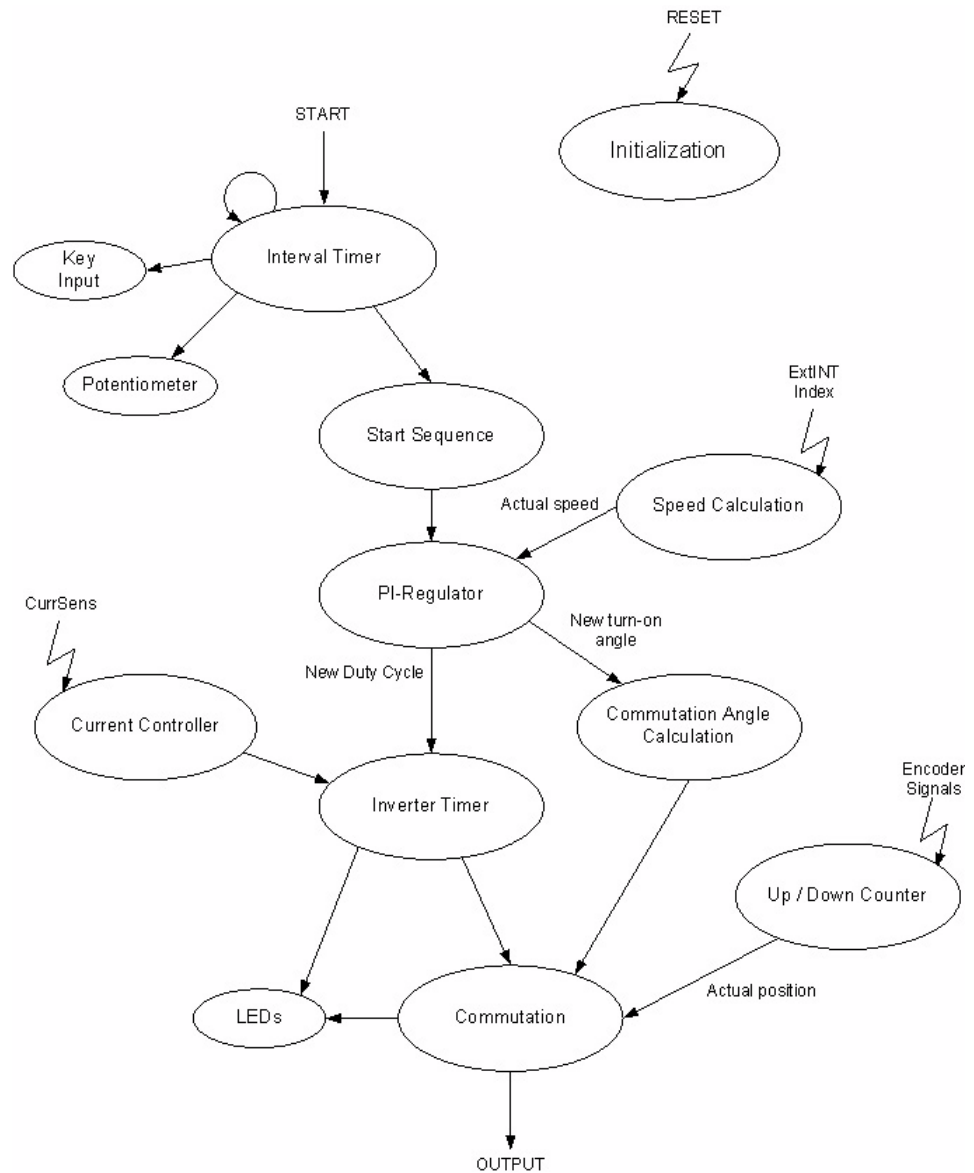 RESET
START
Initialization
Interval Timer
Key
Input
Potentiometer
ExtINT
Index
Start Sequence
Actual speed
Speed Calculation
PI-Regulator
CurrSens
New turn-on
angle
New Duty Cycle
Current Controller
Commutation Angle
Calculation
Encoder
Signals
Inverter Timer
Up / Down Counter
Actual position
LEDs
Commutation
OUTPUT